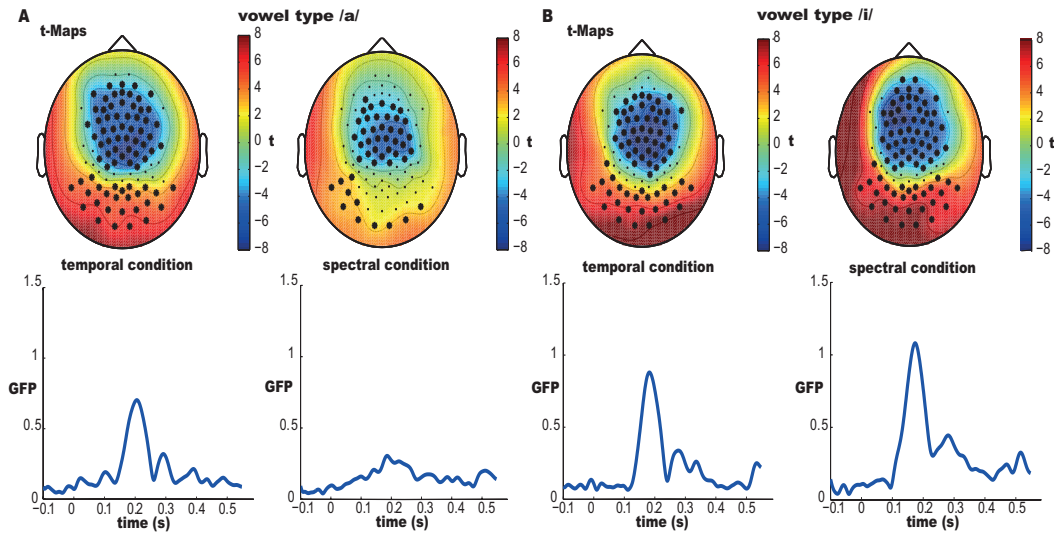 A
vowel type /a/
t-Maps
8
6
4
2
0 t
−2
−4
−6
−8
8
6
4
2
0 t
−2
−4
−6
−8
temporal condition
spectral condition
1.5
1
GFP
0.5
0
−0.1 0 0.1 0.2 0.3 0.4 0.5
time (s)
1.5
1
GFP
0.5
0
−0.1 0 0.1 0.2 0.3 0.4 0.5
time (s)
B
vowel type /i/
t-Maps
8
6
4
2
0 t
−2
−4
−6
−8
8
6
4
2
0 t
−2
−4
−6
−8
temporal condition
spectral condition
1.5
1
GFP
0.5
0
−0.1 0 0.1 0.2 0.3 0.4 0.5
time (s)
1.5
1
GFP
0.5
0
−0.1 0 0.1 0.2 0.3 0.4 0.5
time (s)